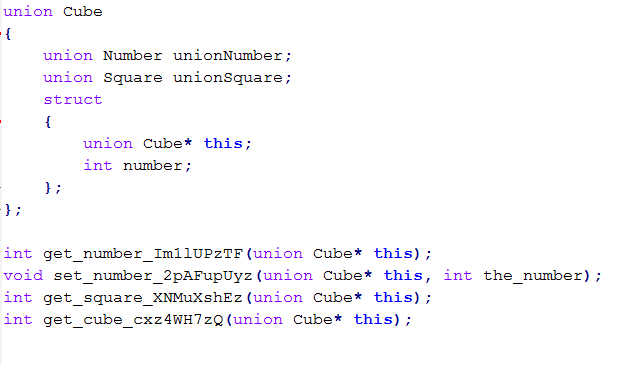 union Cube
{
union Number unionNumber;
union Square unionSquare;
struct
{
union Cube* this;
int number;
};
};
int get_number_Im1lUPzTF(union Cube* this);
void set_number_2pAFupUyz(union Cube* this, int the_number);
int get_square_XNMuXshEz(union Cube* this);
int get_cube_cxz4WH7zQ(union Cube* this);